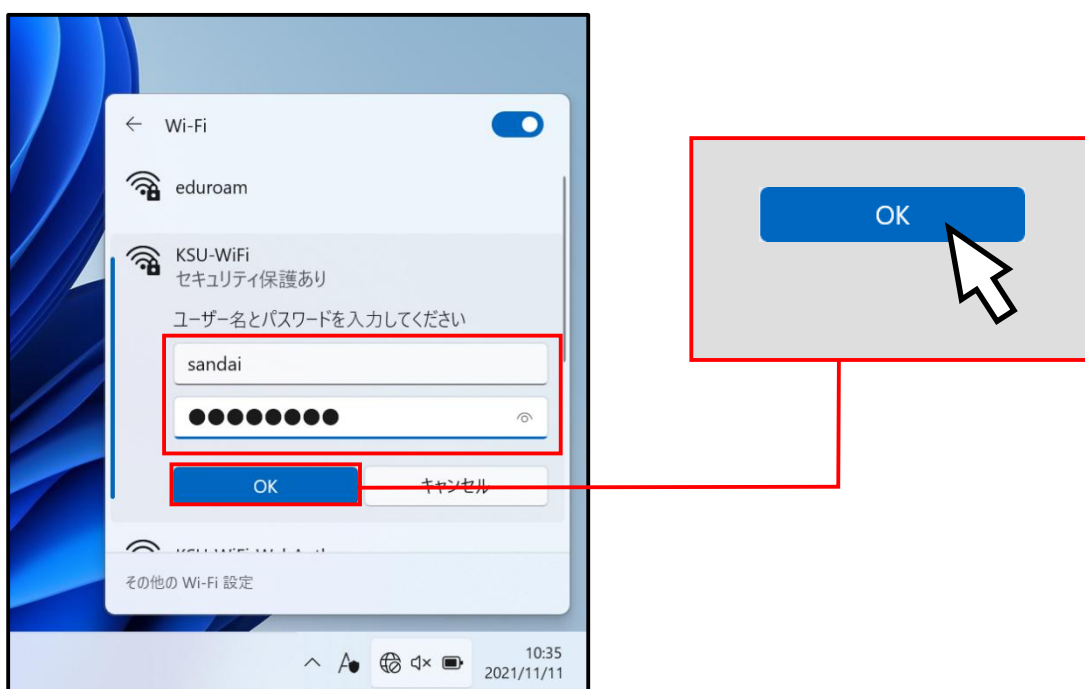 Wi-Fi
eduroam
KSU-WiFi
セキュリティ保護あり
ユーザー名とパスワードを入力してください
sandai
●●●●●●●●
OK
キャンセル
その他の Wi-Fi 設定
10:35
2021/11/11
OK